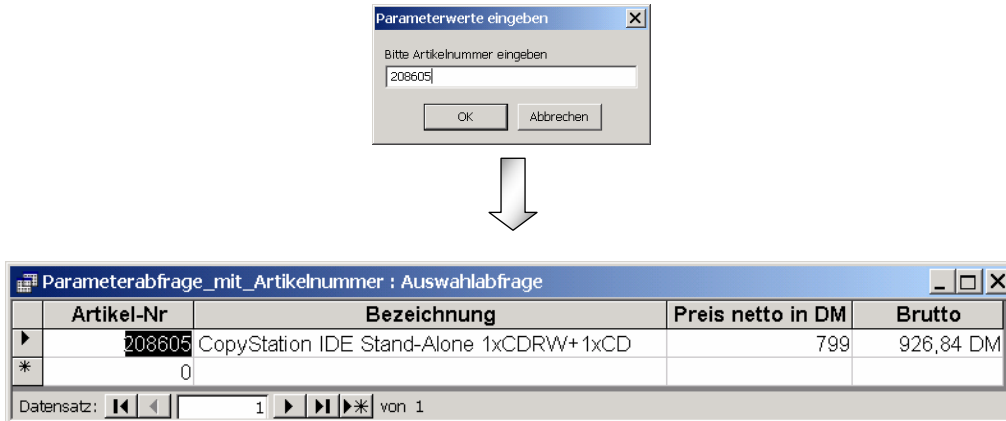 Parameterwerte eingeben
Bitte Artikelnummer eingeben
208605
OK Abbrechen
Parameterabfrage_mit_Artikelnummer : Auswahlabfrage
Artikel-Nr Bezeichnung Preis netto in DM Brutto
208605 CopyStation IDE Stand-Alone 1xCDRW+1xCD 799 926,84 DM
0
Datensatz: 1 von 1